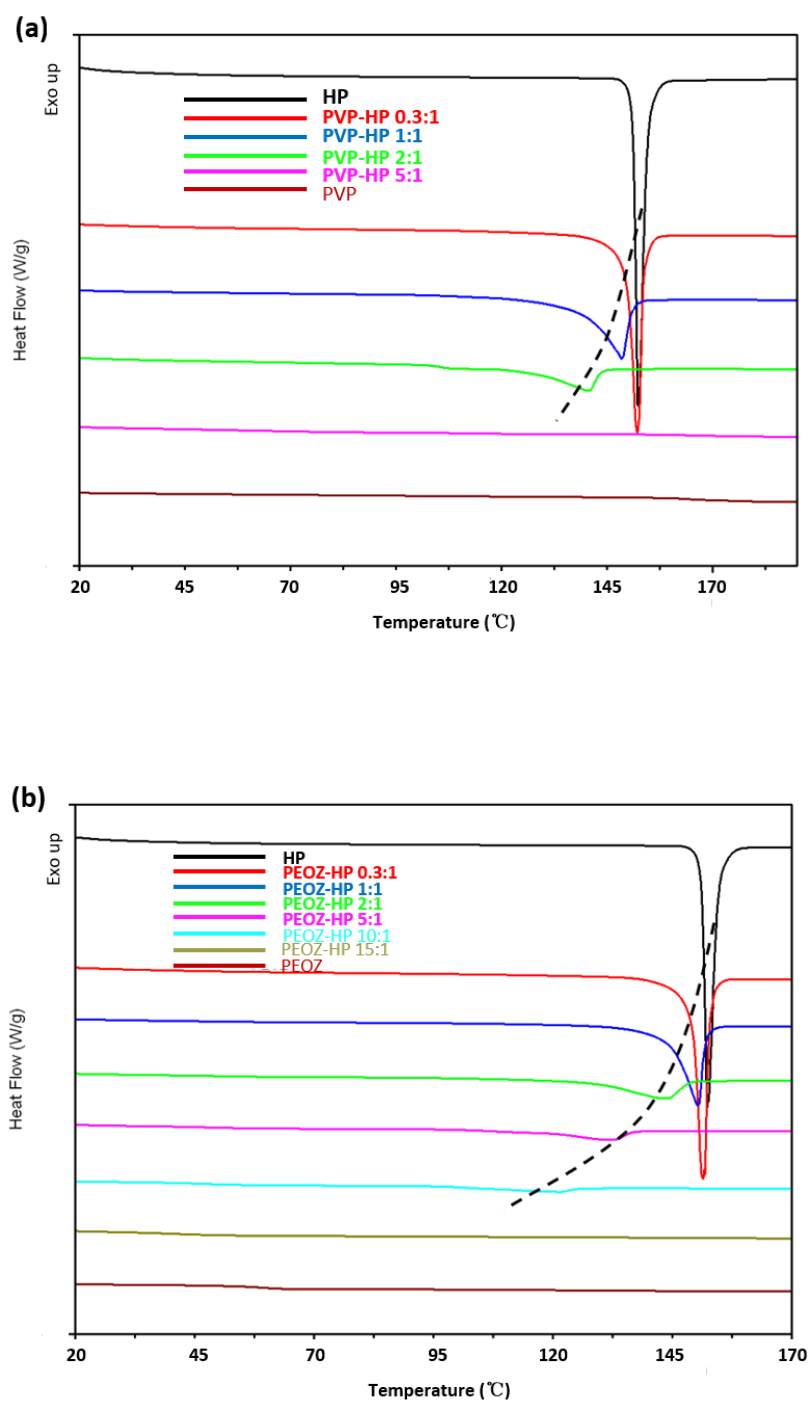 (a)
Exo up
HP
PVP-HP 0.3:1
PVP-HP 1:1
PVP-HP 2:1
PVP-HP 5:1
PVP
Heat Flow (W/g)
20 45 70 95 120 145 170
Temperature (℃)
(b)
Exo up
HP
PEOZ-HP 0.3:1
PEOZ-HP 1:1
PEOZ-HP 2:1
PEOZ-HP 5:1
PEOZ-HP 10:1
PEOZ-HP 15:1
PEOZ
Heat Flow (W/g)
20 45 70 95 120 145 170
Temperature (℃)